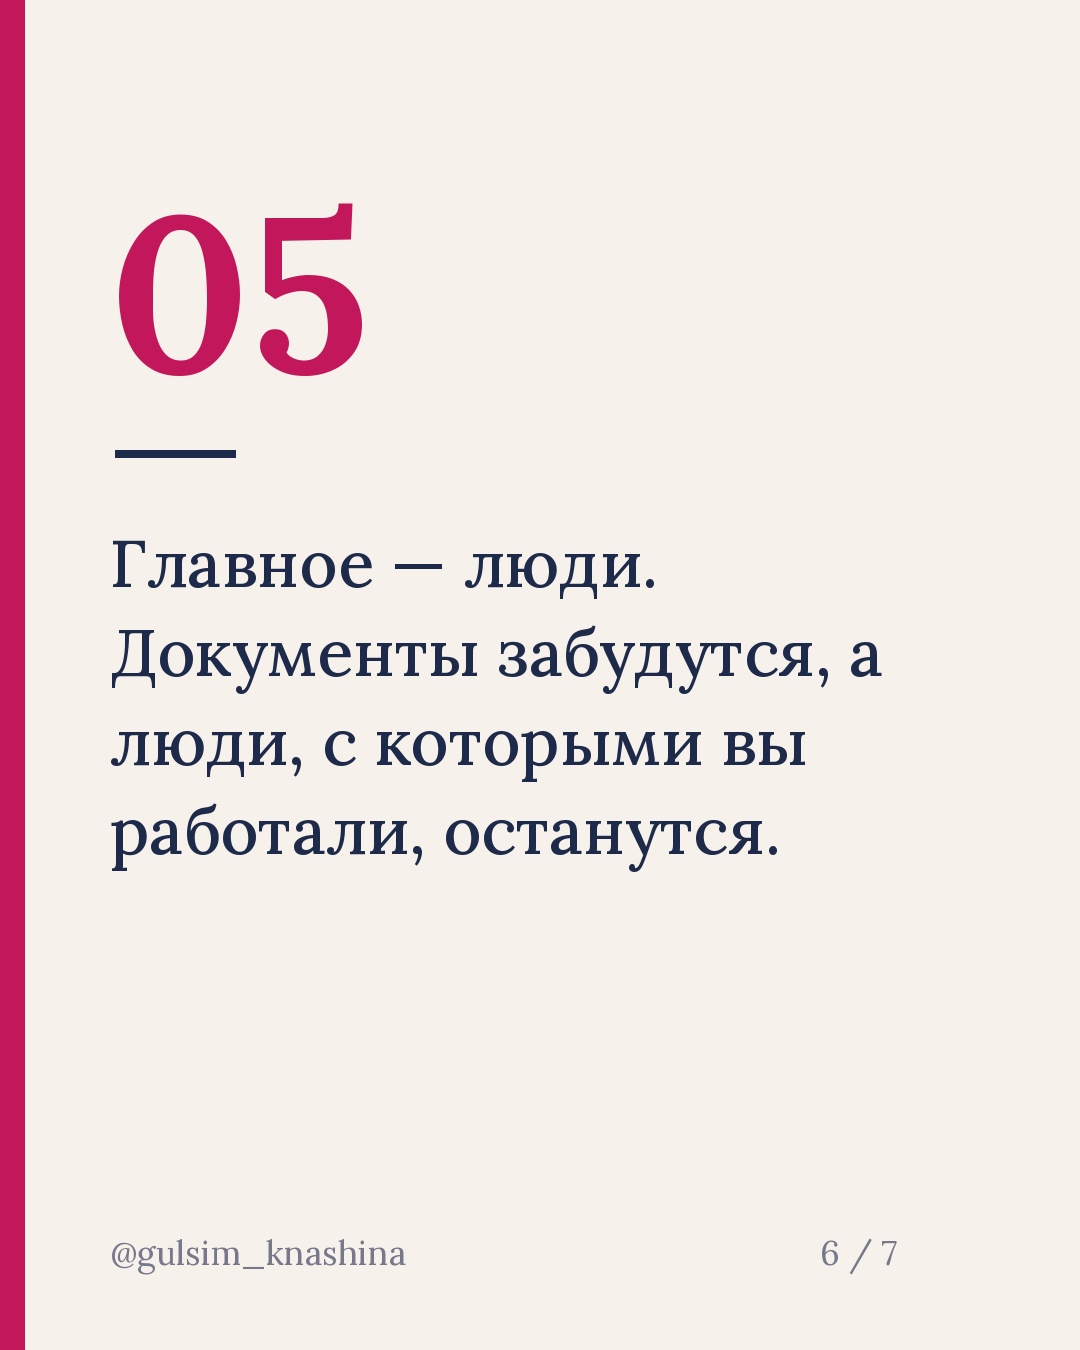 05
Главное — люди.
Документы забудутся, а
люди, с которыми вы
работали, останутся.
@gulsim_knashina
6 / 7